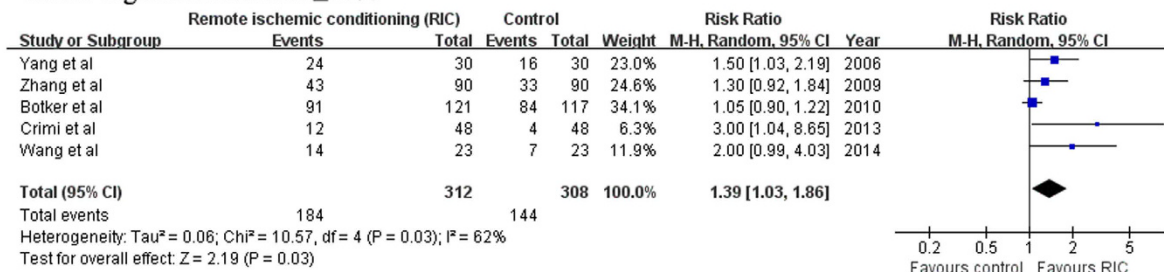 Remote ischemic conditioning (RIC) Control Risk Ratio Risk Ratio
Study or Subgroup Events Total Events Total Weight M-H, Random, 95% CI Year M-H, Random, 95% CI
Yang et al 24 30 16 30 23.0% 1.50 [1.03, 2.19] 2006
Zhang et al 43 90 33 90 24.6% 1.30 [0.92, 1.84] 2009
Botker et al 91 121 84 117 34.1% 1.05 [0.90, 1.22] 2010
Crimi et al 12 48 4 48 6.3% 3.00 [1.04, 8.65] 2013
Wang et al 14 23 7 23 11.9% 2.00 [0.99, 4.03] 2014
Total (95% CI) 312 308 100.0% 1.39 [1.03, 1.86]
Total events 184 144
Heterogeneity: Tau² = 0.06; Chi² = 10.57, df = 4 (P = 0.03); I² = 62%
Test for overall effect: Z = 2.19 (P = 0.03)
0.2 0.5 1 2 5
Favours control Favours RIC